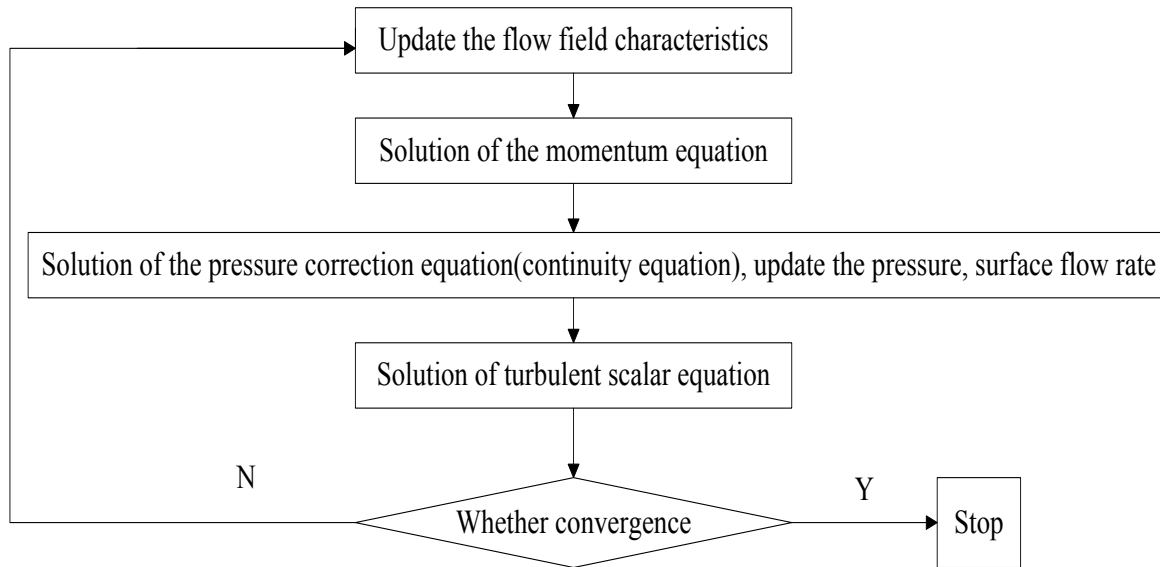 Update the flow field characteristics
Solution of the momentum equation
Solution of the pressure correction equation(continuity equation), update the pressure, surface flow rate
Solution of turbulent scalar equation
N
Y
Whether convergence
Stop